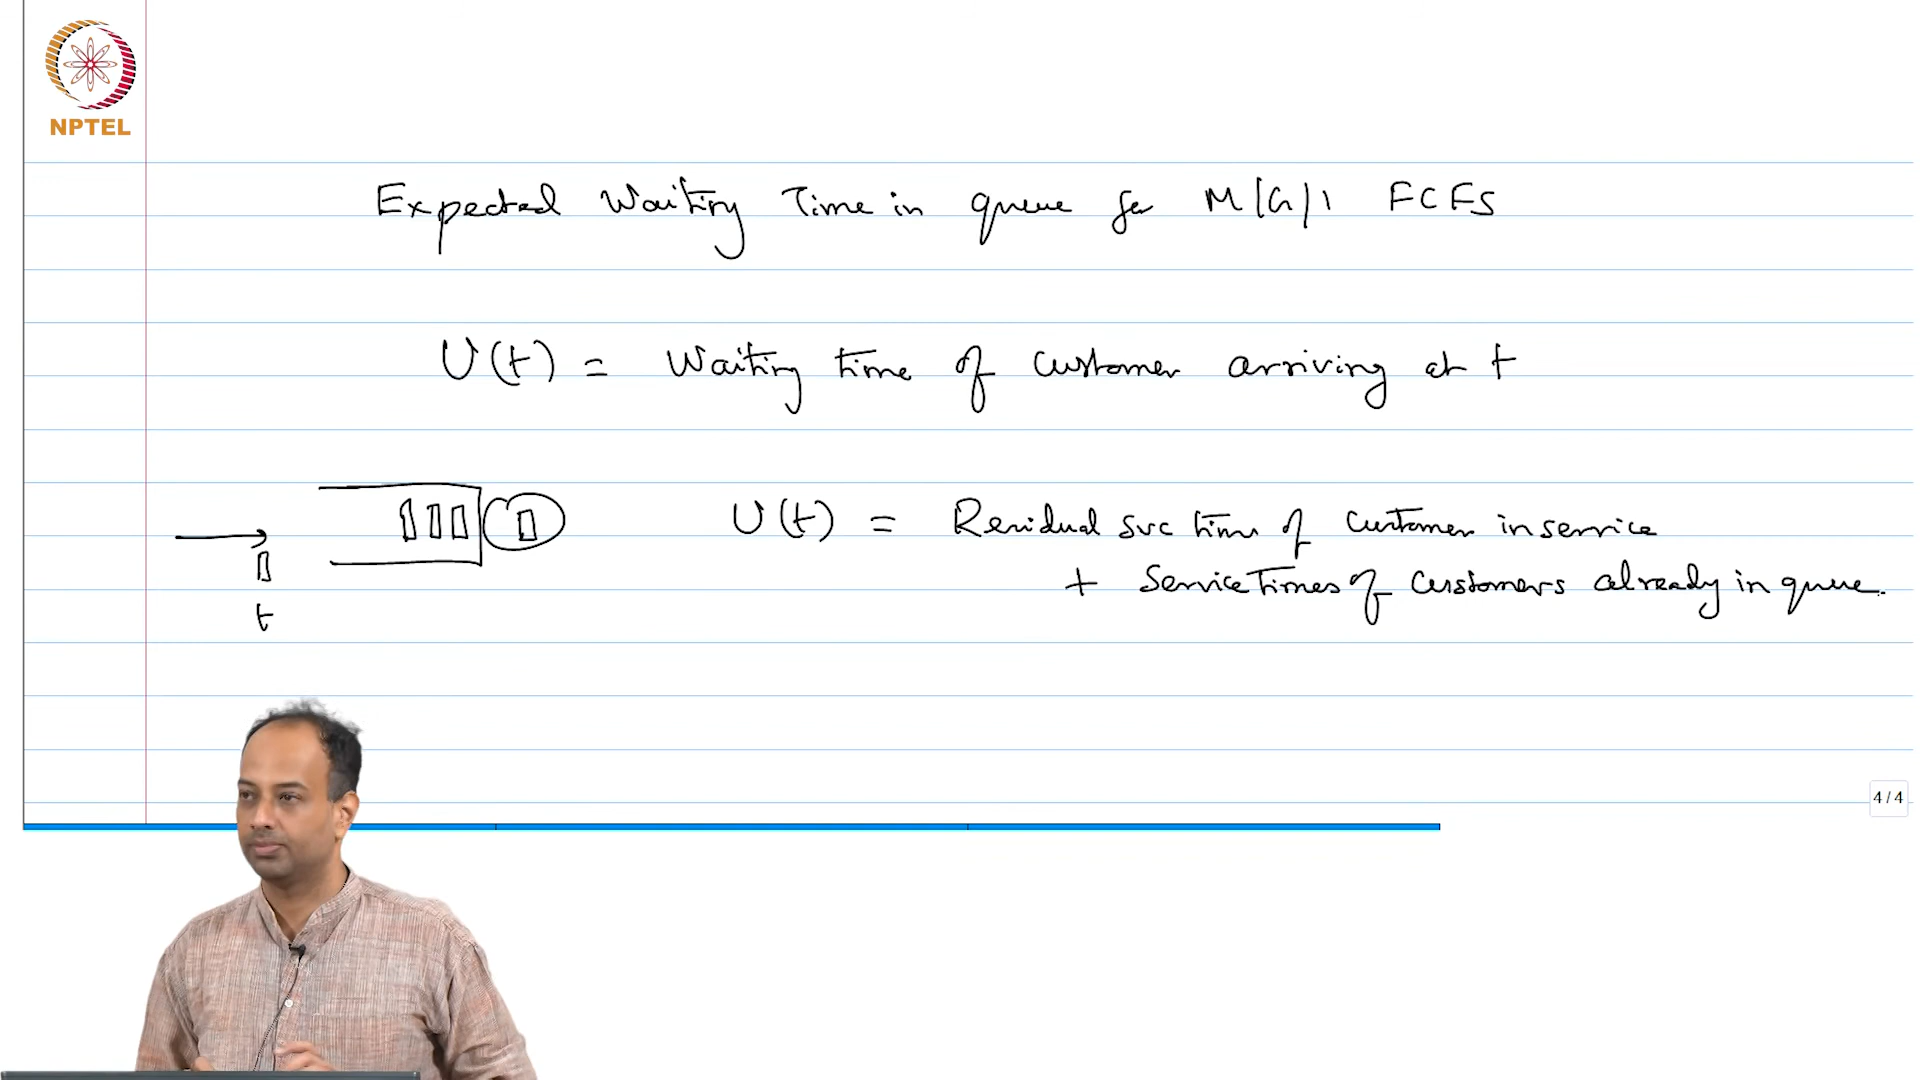 NPTEL
Expected Waiting Time in queue for M/G/1 FCFS
U(t) = Waiting time of customer arriving at t
U(t) = Residual svc time of customer in service
+ Service Times of customers already in queue.
t
4 / 4